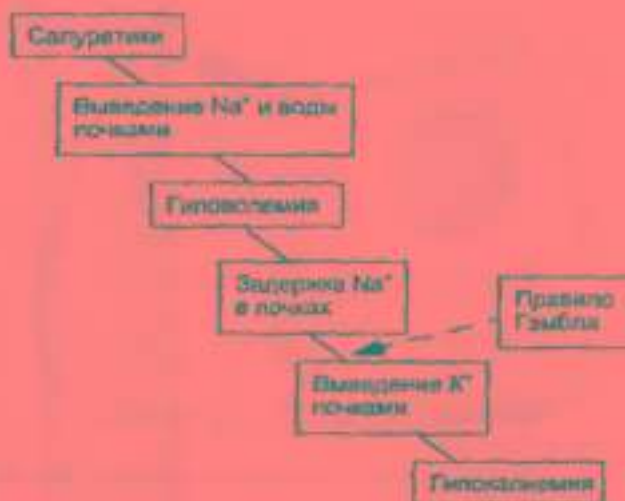 Салуретики
Выведение Na⁺ и воды
почками
Гиповолемия
Задержка Na⁺
в почках
Правило
Гэмбла
Выведение K⁺
почками
Гипокалиемия